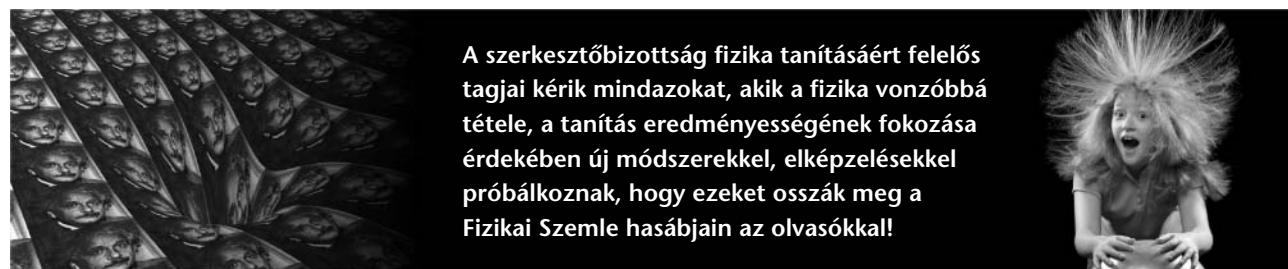 A szerkesztőbizottság fizika tanításáért felelős
tagjai kérik mindazokat, akik a fizika vonzóbbá
tétele, a tanítás eredményességének fokozása
érdekében új módszerekkel, elképzelésekkel
próbálkoznak, hogy ezeket osszák meg a
Fizikai Szemle hasábjain az olvasókkal!